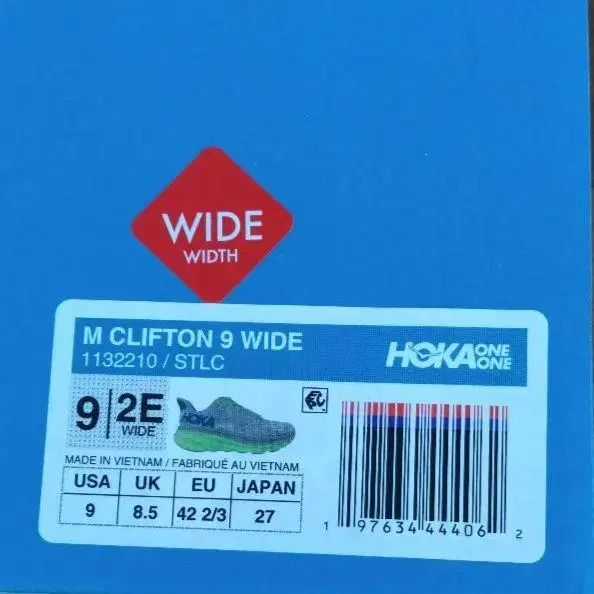 WIDE
WIDTH
M CLIFTON 9 WIDE
1132210 / STLC
HOKA ONE ONE
9 2E WIDE
HOKA
MADE IN VIETNAM / FABRIQUÉ AU VIETNAM
USA UK EU JAPAN
9 8.5 42 2/3 27
1 97634 44406 2